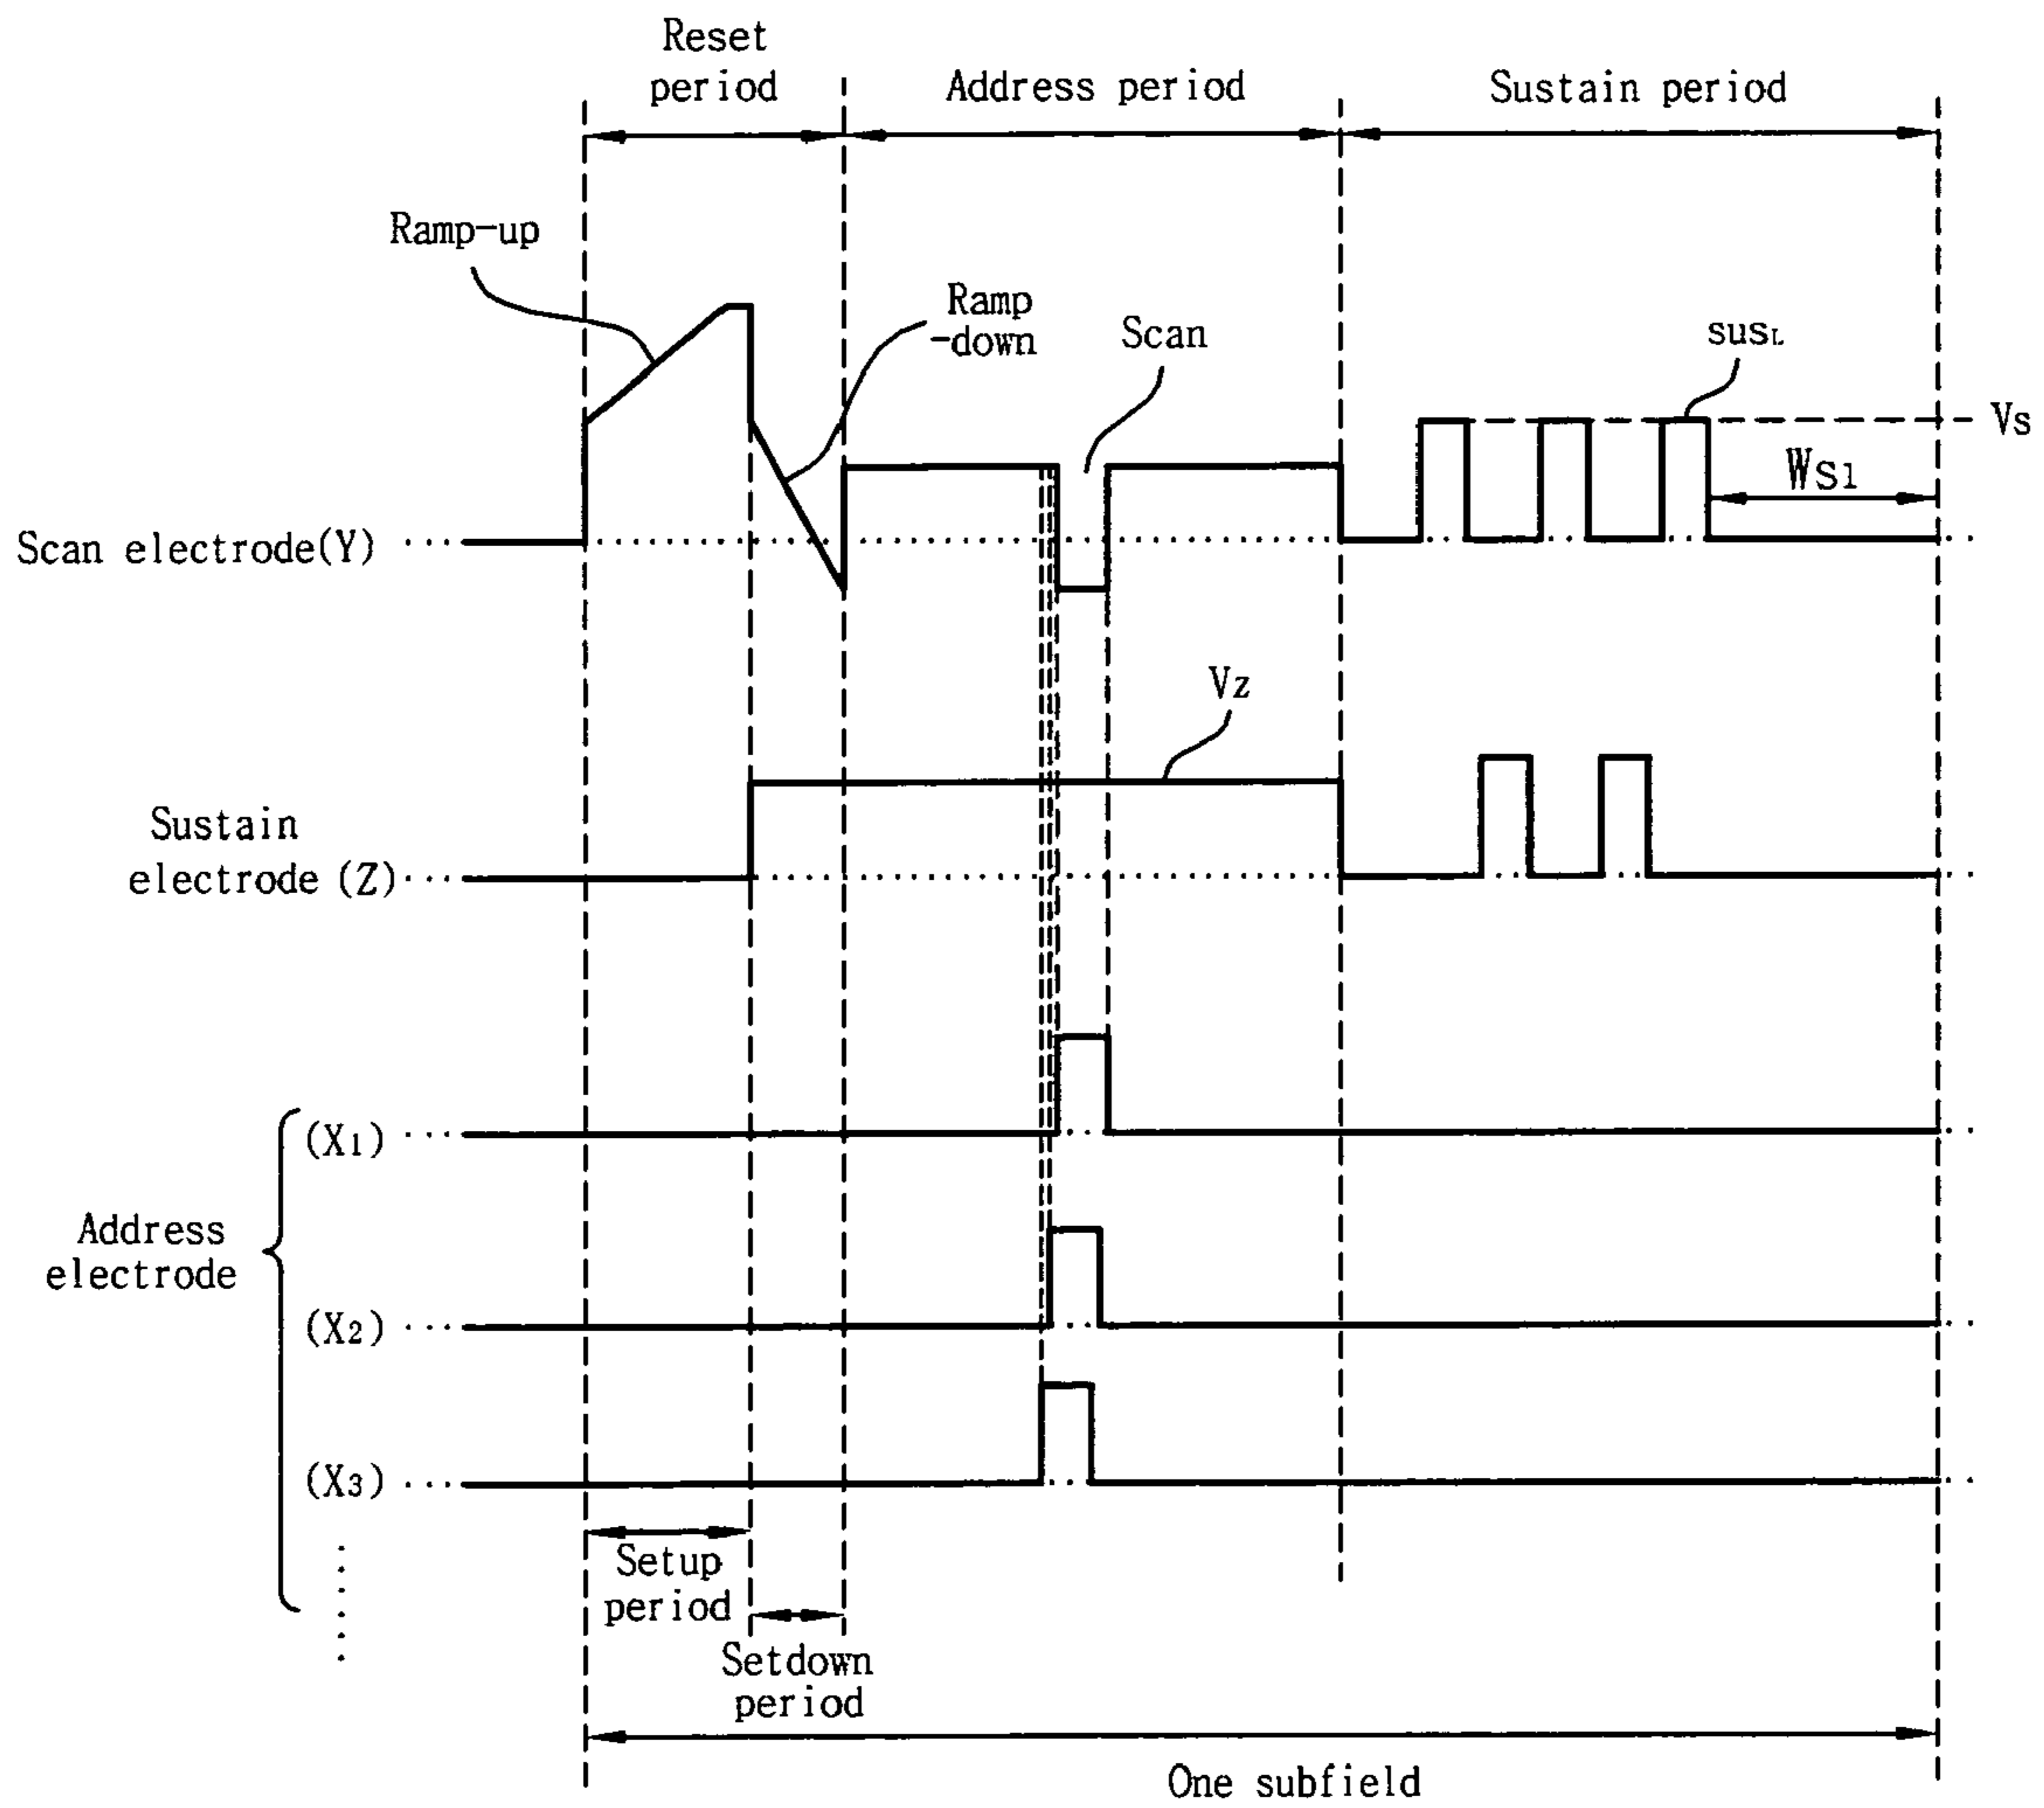 Reset
period
Address period
Sustain period
Ramp-up
Ramp
-down
Scan
susL
Vs
WS1
Scan electrode(Y)
Vz
Sustain
electrode (Z)
(X1)
Address
electrode
(X2)
(X3)
Setup
period
Setdown
period
One subfield